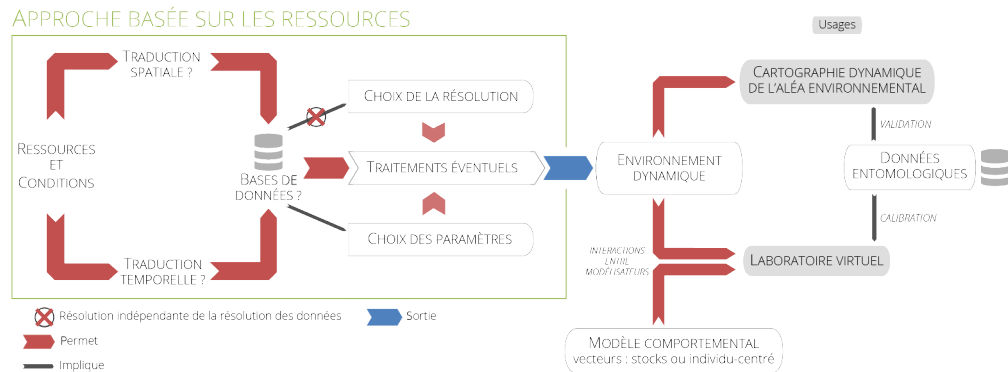 APPROCHE BASÉE SUR LES RESSOURCES
Usages
TRADUCTION
SPATIALE ?
CHOIX DE LA RÉSOLUTION
CARTOGRAPHIE DYNAMIQUE
DE L'ALÉA ENVIRONNEMENTAL
VALIDATION
RESSOURCES
ET
CONDITIONS
BASES DE
DONNÉES ?
TRAITEMENTS ÉVENTUELS
ENVIRONNEMENT
DYNAMIQUE
DONNÉES
ENTOMOLOGIQUES
CALIBRATION
CHOIX DES PARAMÈTRES
TRADUCTION
TEMPORELLE ?
INTERACTIONS
ENTRE
MODÉLISATEURS
LABORATOIRE VIRTUEL
Résolution indépendante de la résolution des données
Sortie
Permet
Implique
MODÈLE COMPORTEMENTAL
vecteurs : stocks ou individu-centré